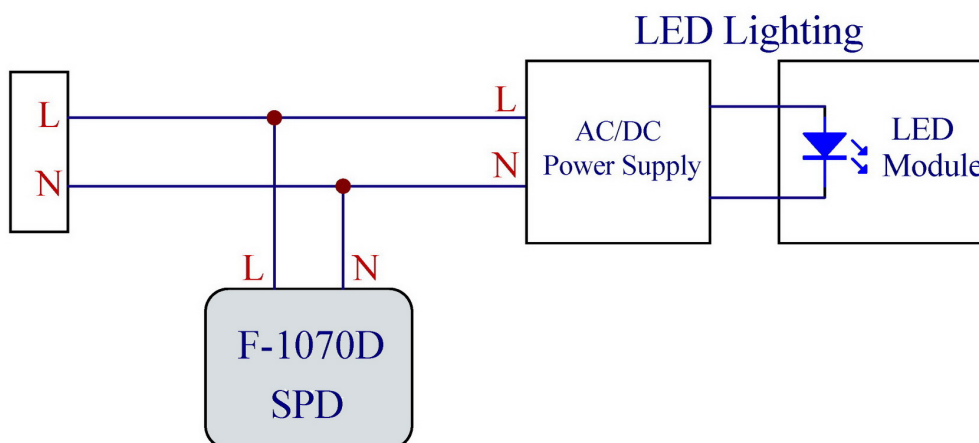 LED Lighting
L
L
AC/DC
Power Supply
LED
Module
N
N
L
N
F-1070D
SPD